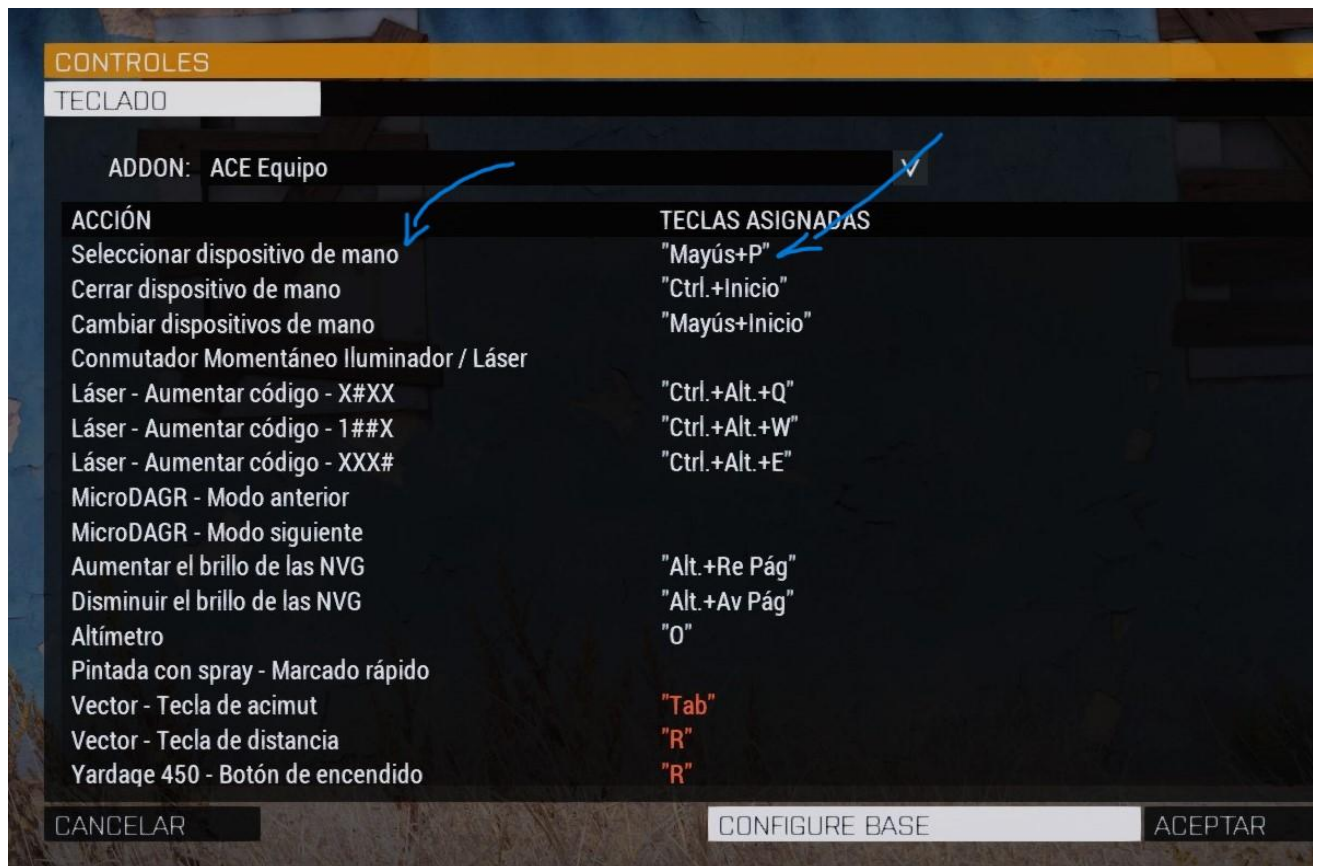 CONTROLES
TECLADO
ADDON: ACE Equipo
ACCIÓN TECLAS ASIGNADAS
Seleccionar dispositivo de mano "Mayús+P"
Cerrar dispositivo de mano "Ctrl.+Inicio"
Cambiar dispositivos de mano "Mayús+Inicio"
Conmutador Momentáneo Iluminador / Láser
Láser - Aumentar código - X#XX "Ctrl.+Alt.+Q"
Láser - Aumentar código - 1##X "Ctrl.+Alt.+W"
Láser - Aumentar código - XXX# "Ctrl.+Alt.+E"
MicroDAGR - Modo anterior
MicroDAGR - Modo siguiente
Aumentar el brillo de las NVG "Alt.+Re Pág"
Disminuir el brillo de las NVG "Alt.+Av Pág"
Altímetro "O"
Pintada con spray - Marcado rápido
Vector - Tecla de acimut "Tab"
Vector - Tecla de distancia "R"
Yardage 450 - Botón de encendido "R"
CANCELAR CONFIGURE BASE ACEPTAR